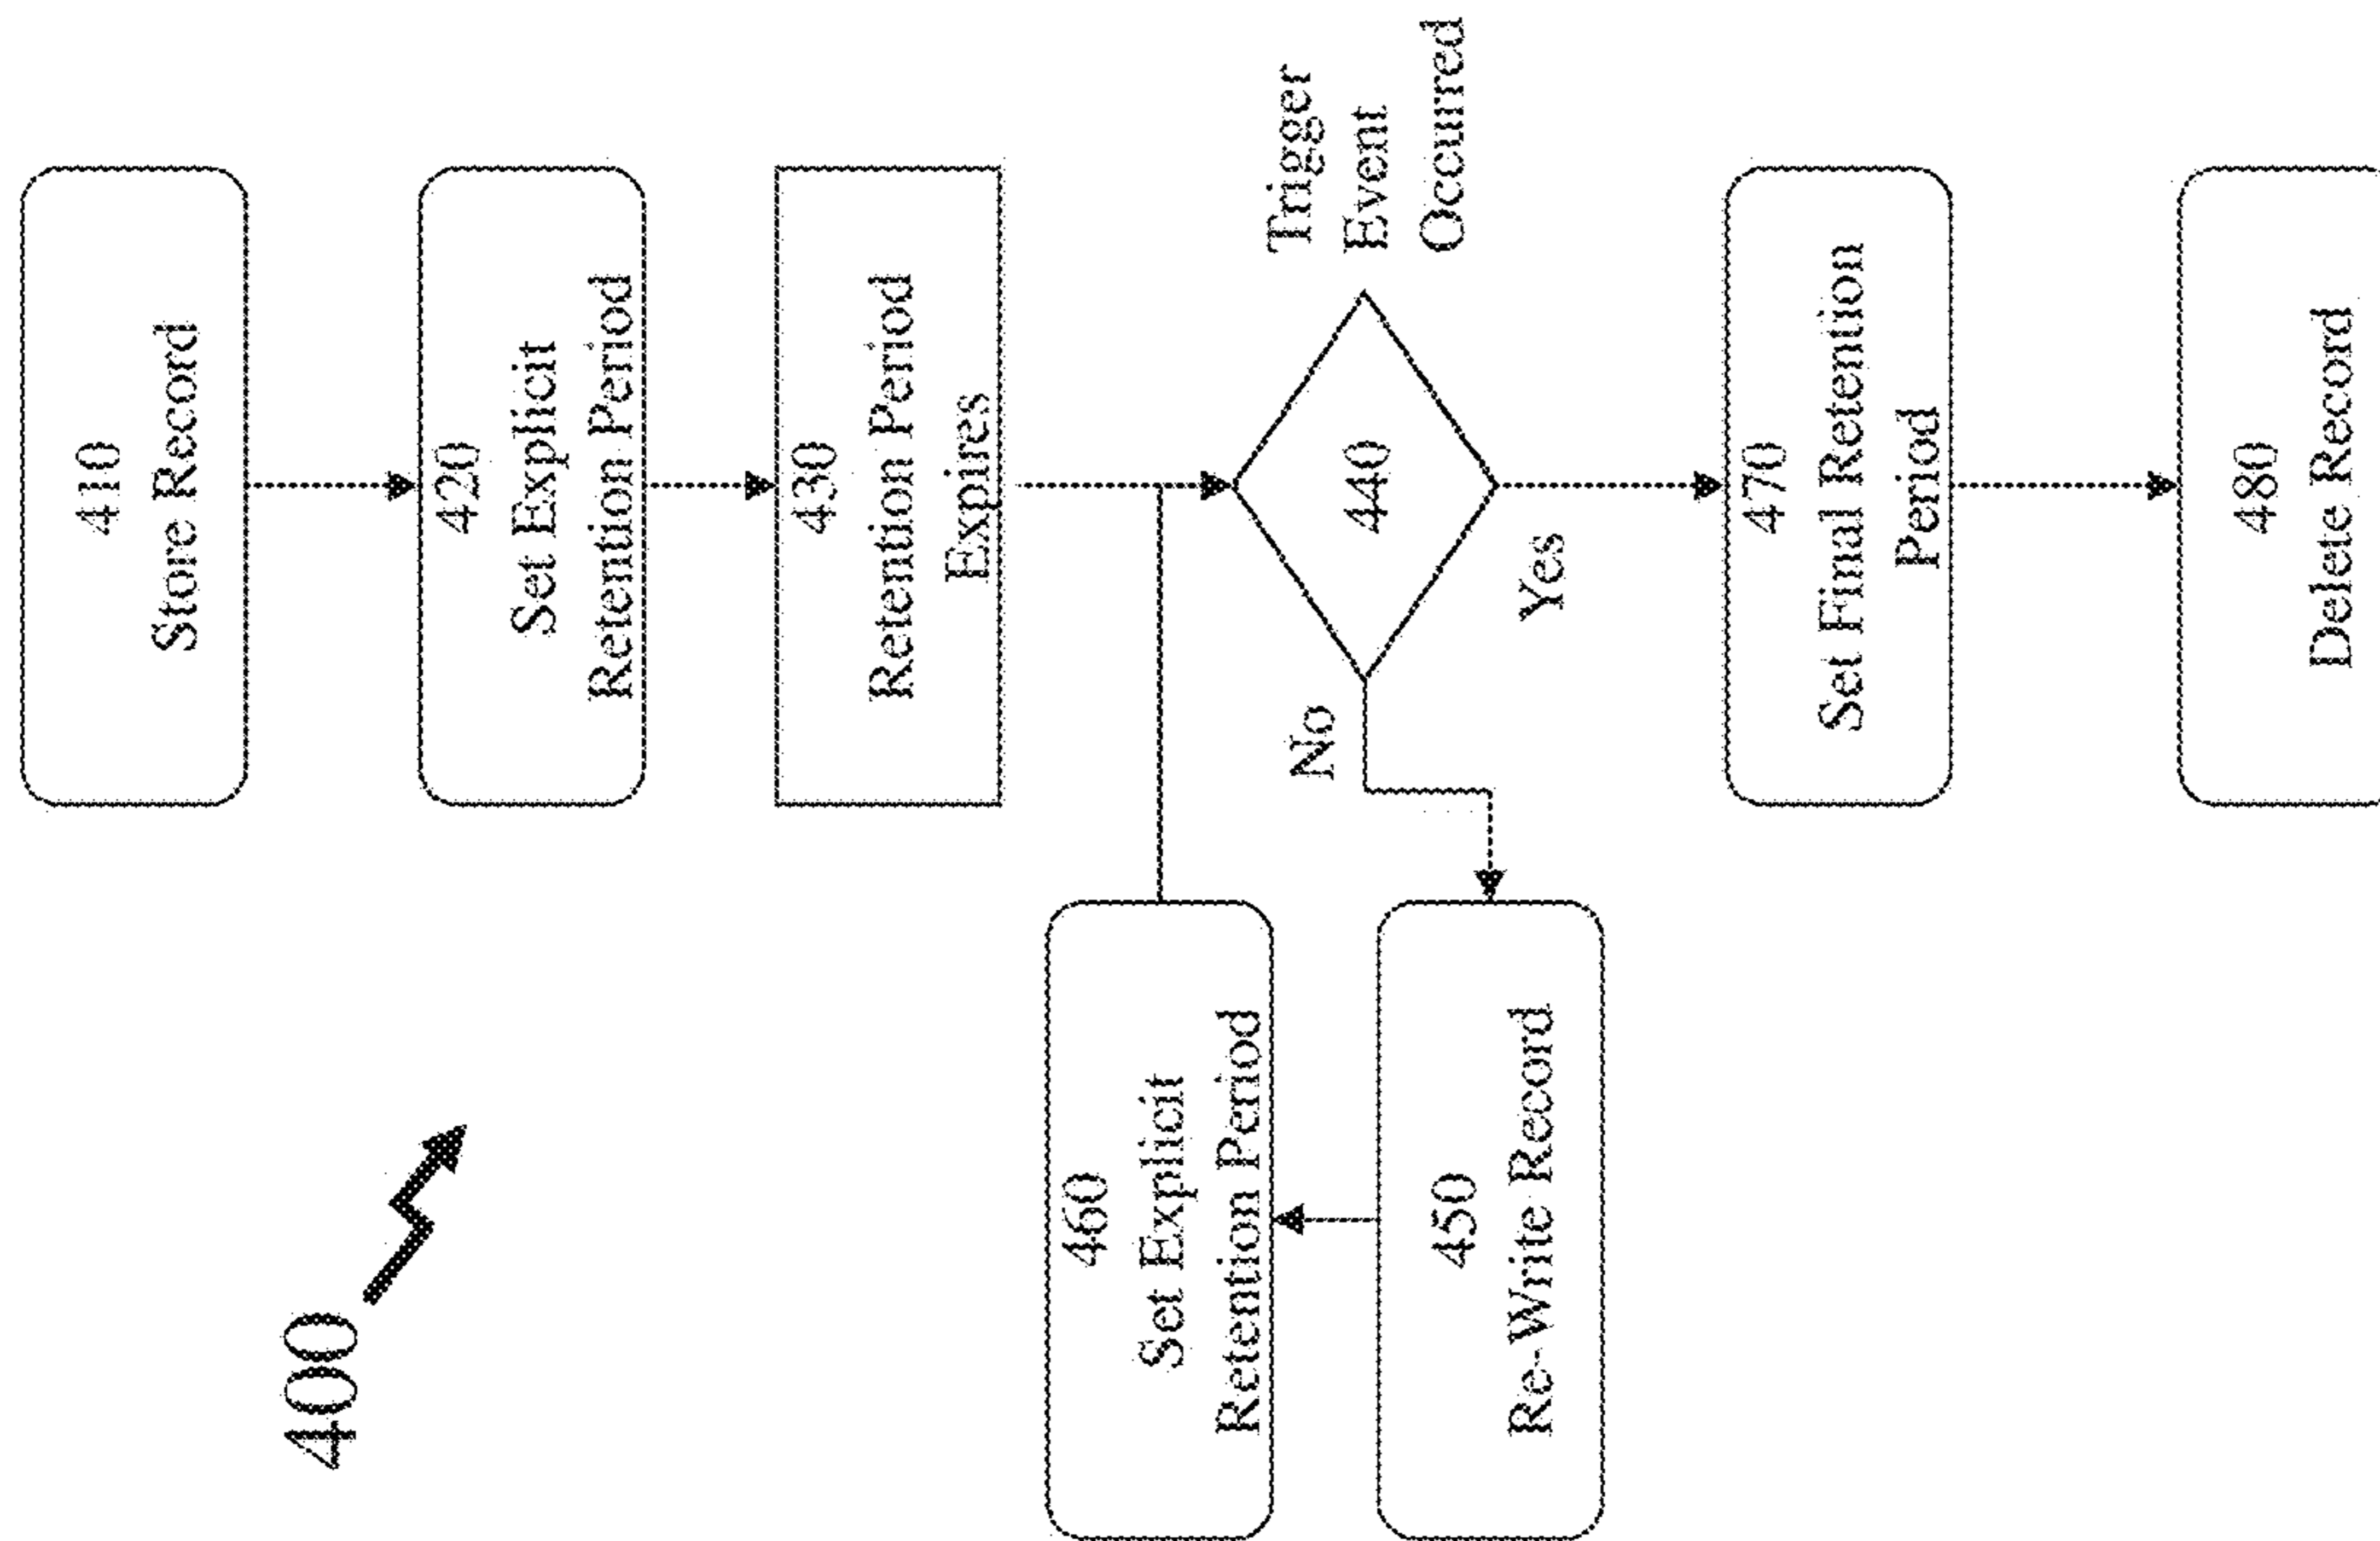 400
410
Store Record
420
Set Explicit
Retention Period
430
Retention Period
Expires
Trigger
Event
Occurred
440
No
Yes
460
Set Explicit
Retention Period
450
Re-Write Record
470
Set Final Retention
Period
480
Delete Record